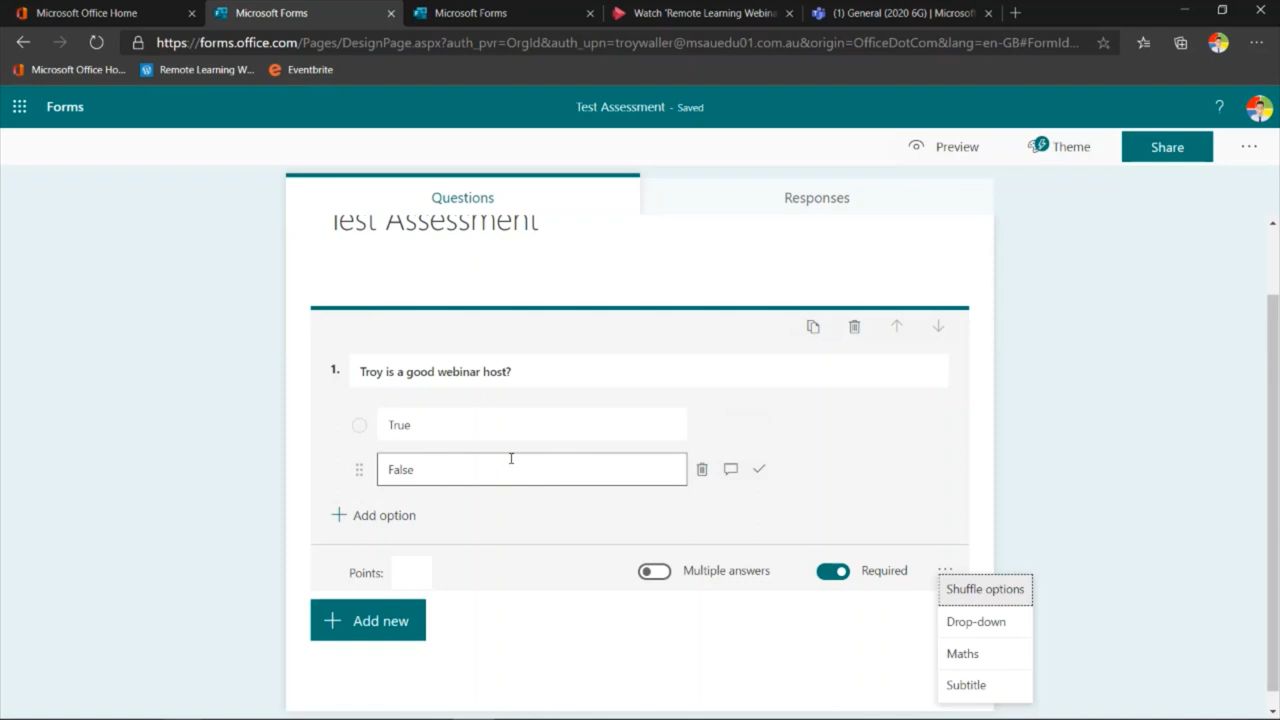 Microsoft Office Home
Microsoft Forms
Microsoft Forms
Watch 'Remote Learning Webina
(1) General (2020 6G) | Microsof
https://forms.office.com/Pages/DesignPage.aspx?auth_pvr=OrgId&auth_upn=troywaller@msauedu01.com.au&origin=OfficeDotCom&lang=en-GB#FormId...
Microsoft Office Ho...
Remote Learning W...
Eventbrite
Forms
Test Assessment - Saved
?
Preview
Theme
Share
Questions
Responses
Test Assessment
1. Troy is a good webinar host?
True
False
Add option
Points:
Multiple answers
Required
Shuffle options
Add new
Drop-down
Maths
Subtitle